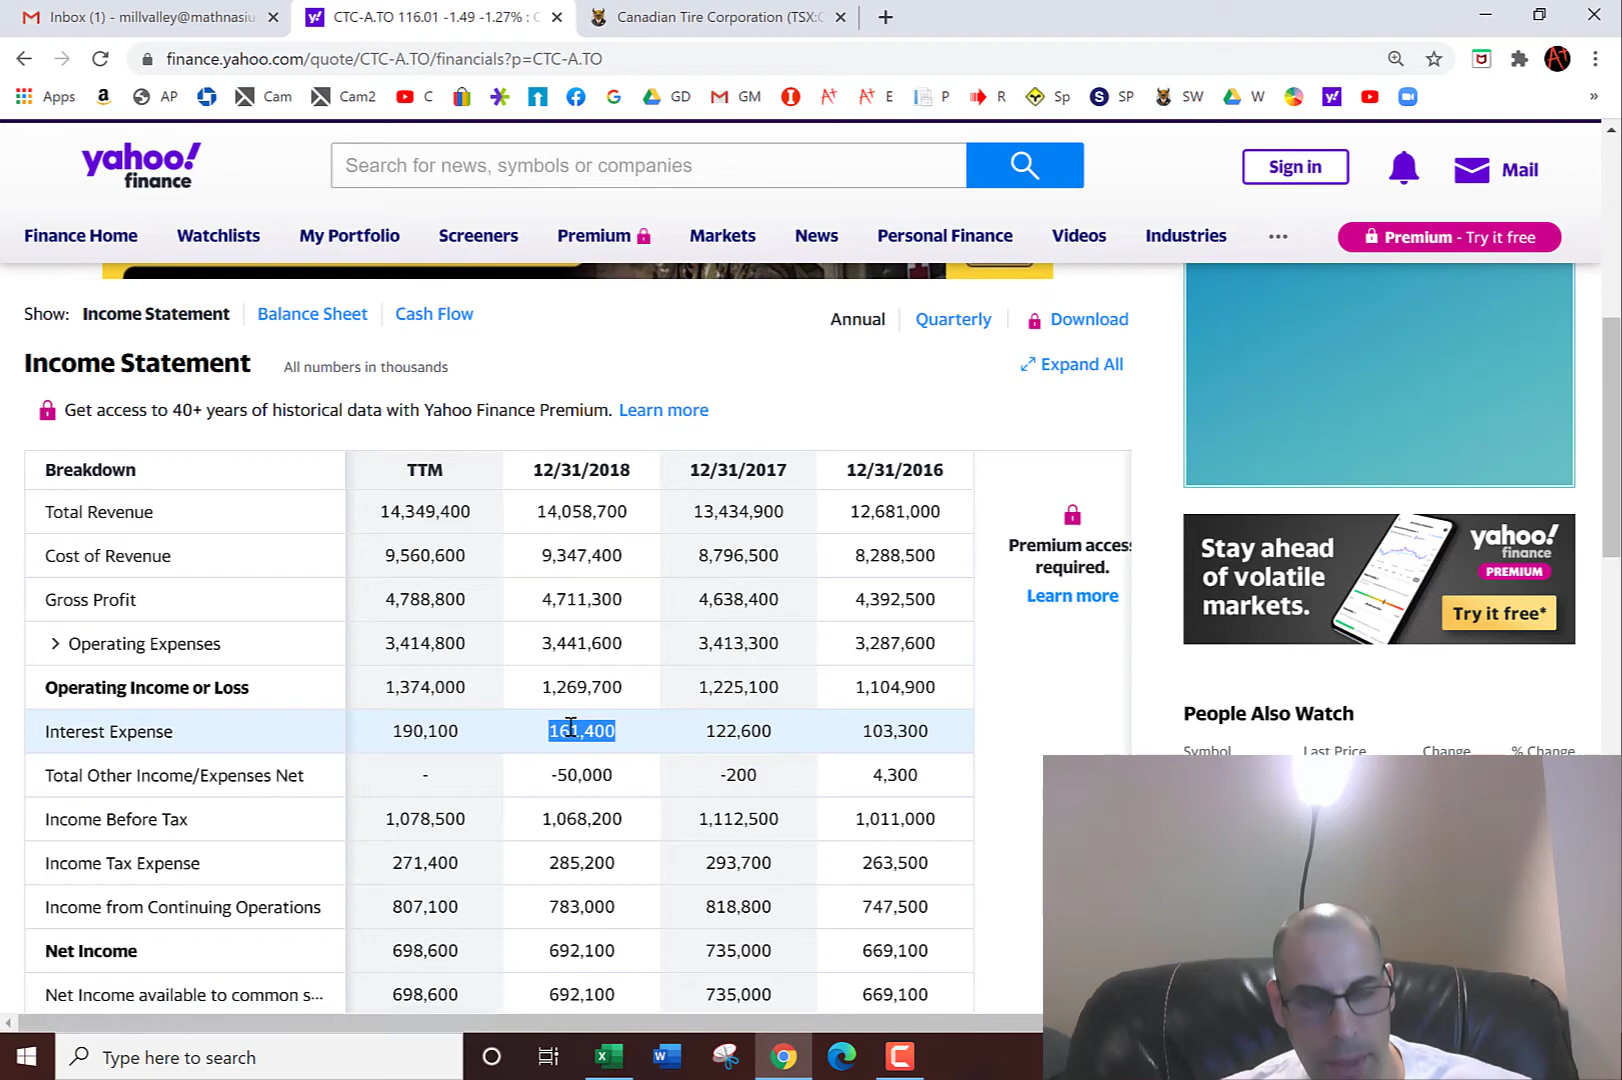 Inbox (1) - millvalley@mathnasiu
CTC-A.TO 116.01 -1.49 -1.27% : C
Canadian Tire Corporation (TSX:C
finance.yahoo.com/quote/CTC-A.TO/financials?p=CTC-A.TO
Apps AP Cam Cam2 C GD GM E P R Sp SP SW W »
yahoo!
finance
Search for news, symbols or companies
Sign in
Mail
Finance Home Watchlists My Portfolio Screeners Premium Markets News Personal Finance Videos Industries ••• Premium - Try it free
Show: Income Statement Balance Sheet Cash Flow
Annual Quarterly Download
Income Statement All numbers in thousands
Expand All
Get access to 40+ years of historical data with Yahoo Finance Premium. Learn more
Breakdown TTM 12/31/2018 12/31/2017 12/31/2016
Total Revenue 14,349,400 14,058,700 13,434,900 12,681,000
Cost of Revenue 9,560,600 9,347,400 8,796,500 8,288,500
Gross Profit 4,788,800 4,711,300 4,638,400 4,392,500
Operating Expenses 3,414,800 3,441,600 3,413,300 3,287,600
Operating Income or Loss 1,374,000 1,269,700 1,225,100 1,104,900
Interest Expense 190,100 161,400 122,600 103,300
Total Other Income/Expenses Net - -50,000 -200 4,300
Income Before Tax 1,078,500 1,068,200 1,112,500 1,011,000
Income Tax Expense 271,400 285,200 293,700 263,500
Income from Continuing Operations 807,100 783,000 818,800 747,500
Net Income 698,600 692,100 735,000 669,100
Net Income available to common s... 698,600 692,100 735,000 669,100
Premium access
required.
Learn more
Stay ahead
of volatile
markets.
yahoo!
finance
PREMIUM
Try it free*
People Also Watch
Symbol Last Price Change % Change
Type here to search